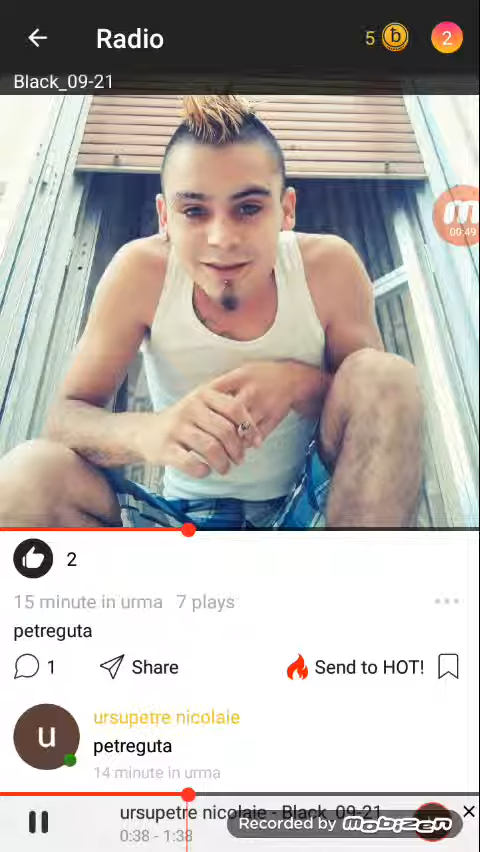 Radio
5
2
Black_09-21
00:49
2
15 minute in urma 7 plays
petreguta
1 Share Send to HOT!
u
ursupetre nicolaie
petreguta
14 minute in urma
ursupetre nicolaie - Black_09-21
0:38 - 1:38
Recorded by mobizen